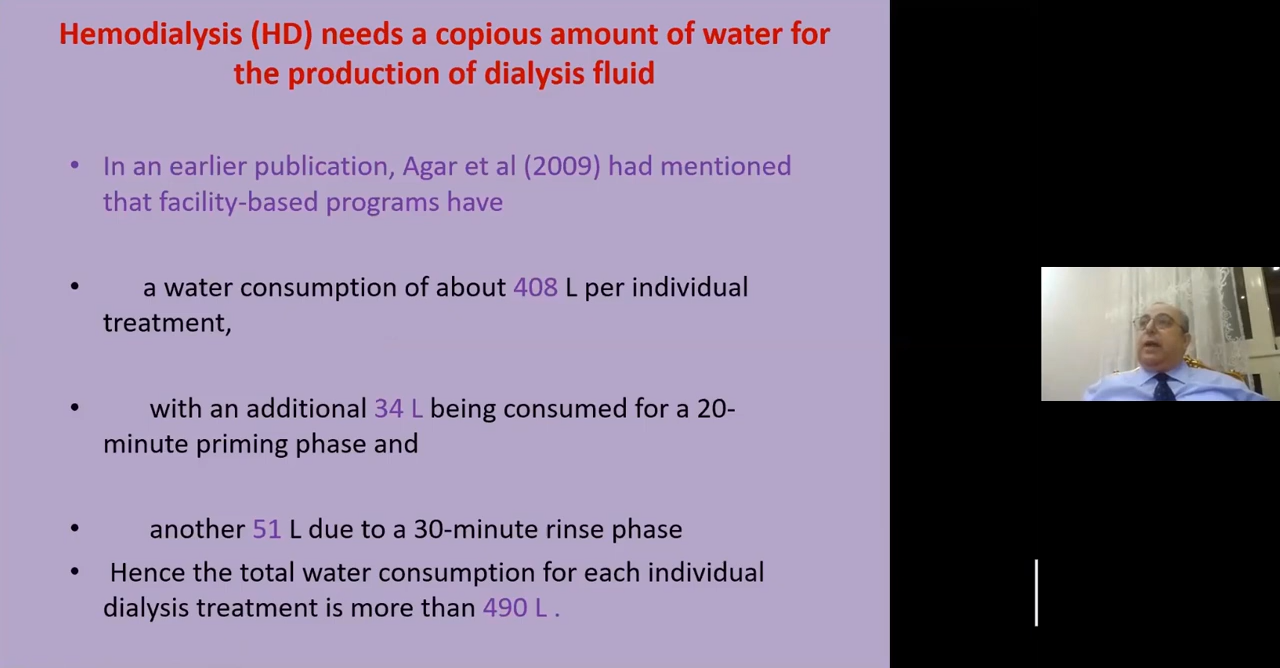 Hemodialysis (HD) needs a copious amount of water for
the production of dialysis fluid
• In an earlier publication, Agar et al (2009) had mentioned
that facility-based programs have
• a water consumption of about 408 L per individual
treatment,
• with an additional 34 L being consumed for a 20-
minute priming phase and
• another 51 L due to a 30-minute rinse phase
• Hence the total water consumption for each individual
dialysis treatment is more than 490 L .